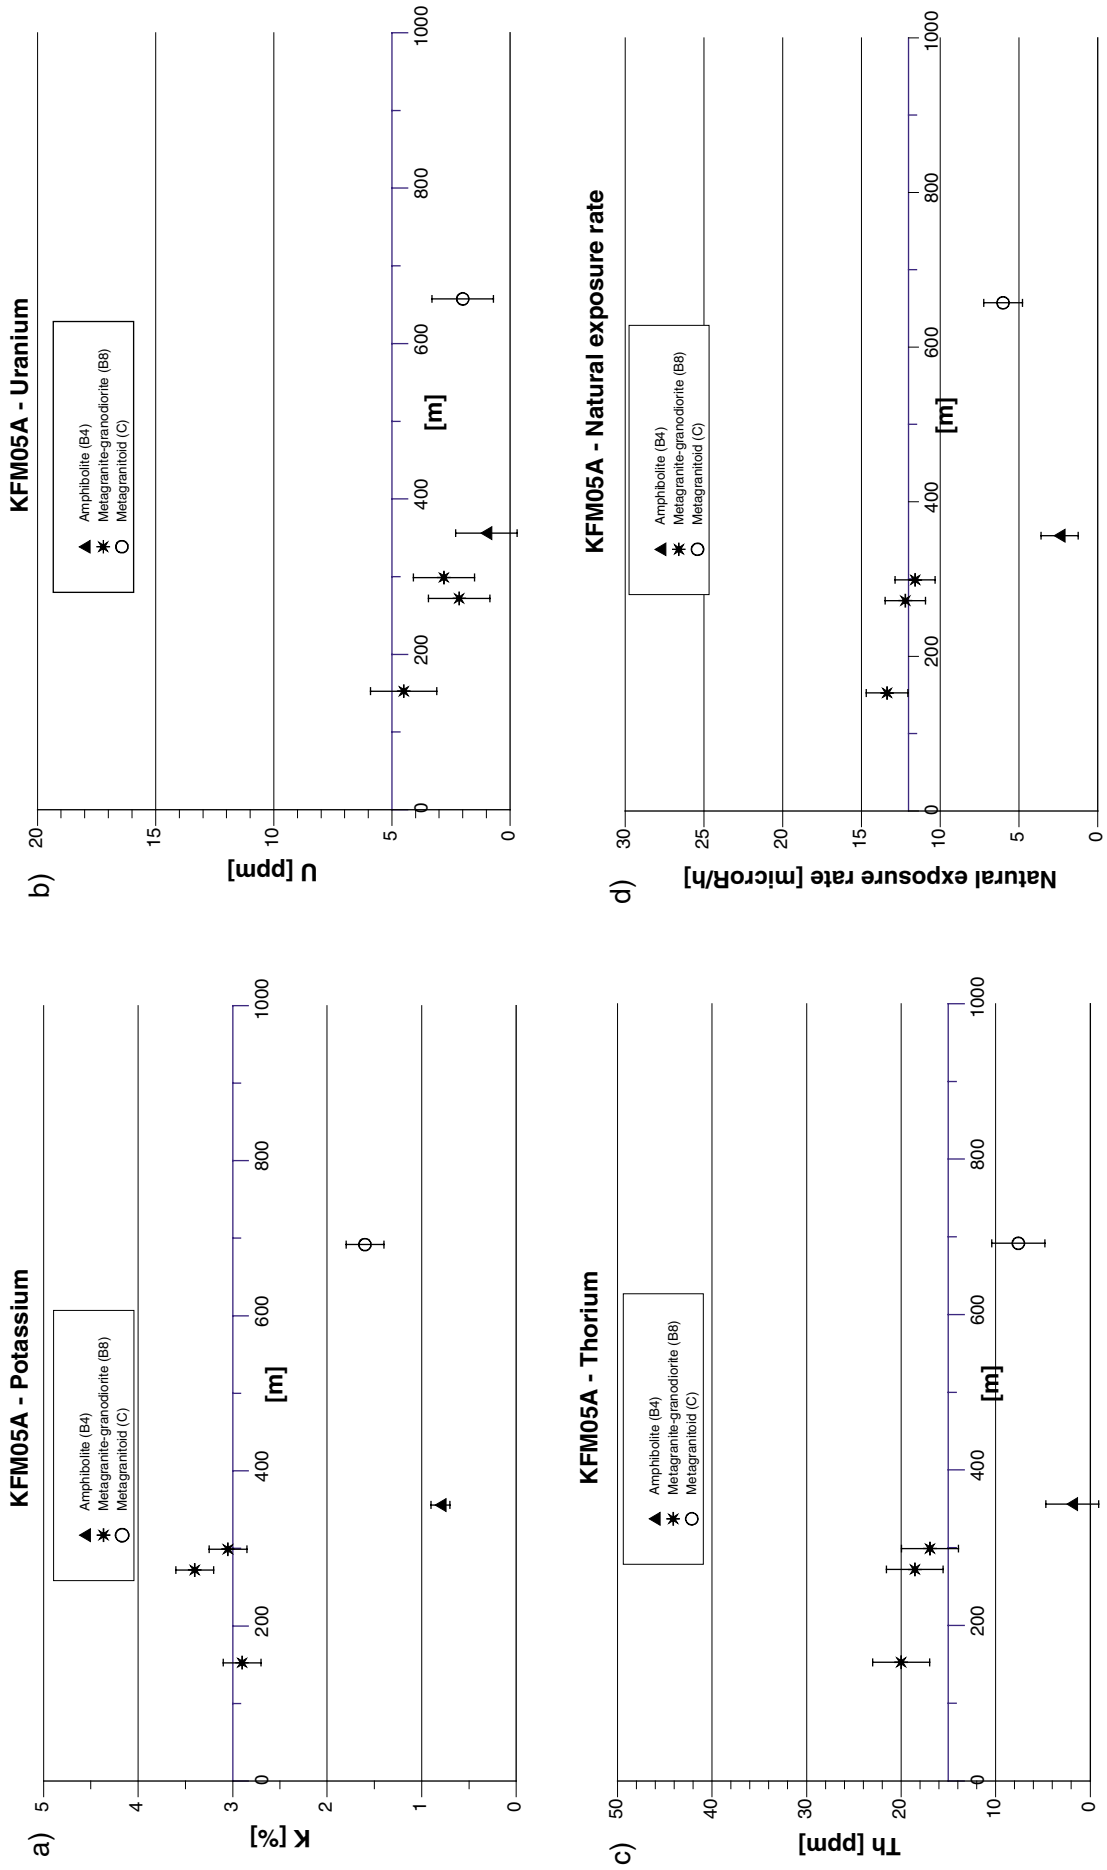 a)
KFM05A - Potassium
Amphibolite (B4)
Metagranite-granodiorite (B8)
Metagranitoid (C)
K [%]
5
4
3
2
1
0
0
200
400
600
800
1000
[m]
b)
KFM05A - Uranium
Amphibolite (B4)
Metagranite-granodiorite (B8)
Metagranitoid (C)
U [ppm]
20
15
10
5
0
0
200
400
600
800
1000
[m]
c)
KFM05A - Thorium
Amphibolite (B4)
Metagranite-granodiorite (B8)
Metagranitoid (C)
Th [ppm]
50
40
30
20
10
0
0
200
400
600
800
1000
[m]
d)
KFM05A - Natural exposure rate
Amphibolite (B4)
Metagranite-granodiorite (B8)
Metagranitoid (C)
Natural exposure rate [microR/h]
30
25
20
15
10
5
0
0
200
400
600
800
1000
[m]